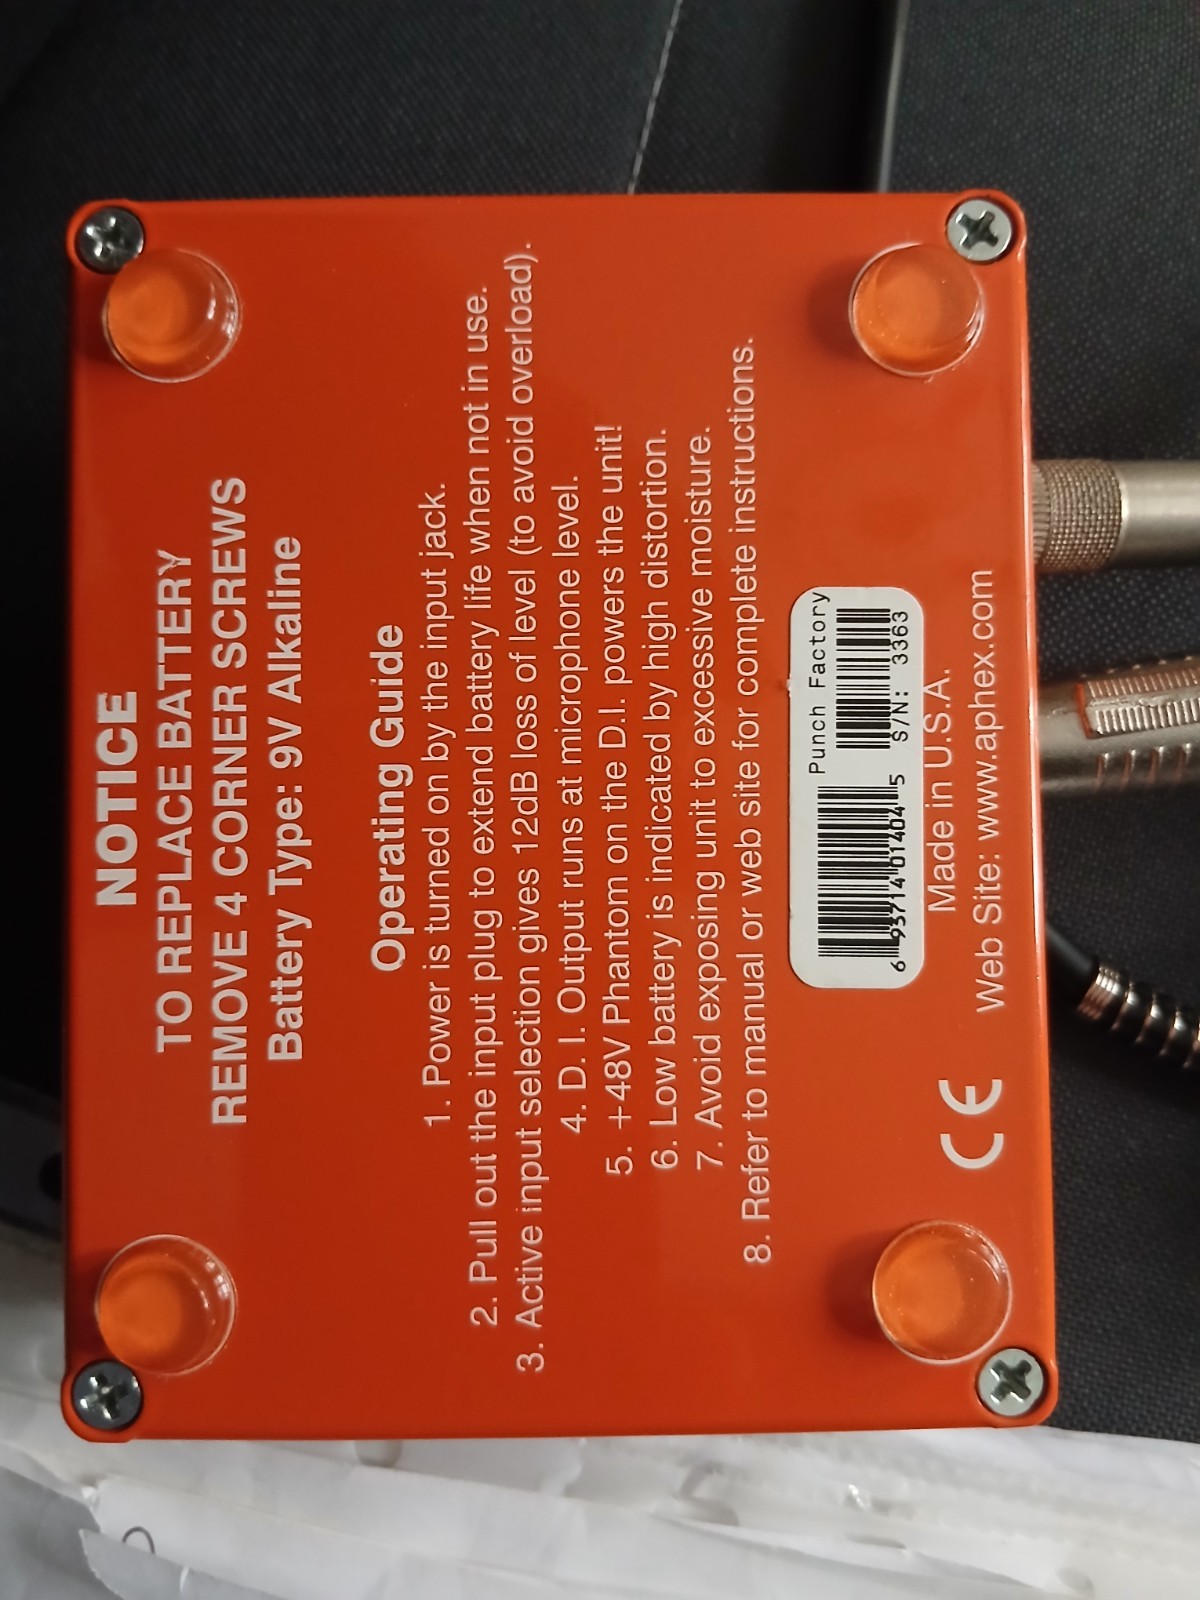 NOTICE
TO REPLACE BATTERY
REMOVE 4 CORNER SCREWS
Battery Type: 9V Alkaline
Operating Guide
1. Power is turned on by the input jack.
2. Pull out the input plug to extend battery life when not in use.
3. Active input selection gives 12dB loss of level (to avoid overload).
4. D. I. Output runs at microphone level.
5. +48V Phantom on the D.I. powers the unit!
6. Low battery is indicated by high distortion.
7. Avoid exposing unit to excessive moisture.
8. Refer to manual or web site for complete instructions.
Punch Factory
6 93714 01404 5
S/N: 3363
CE
Made in U.S.A.
Web Site: www.aphex.com